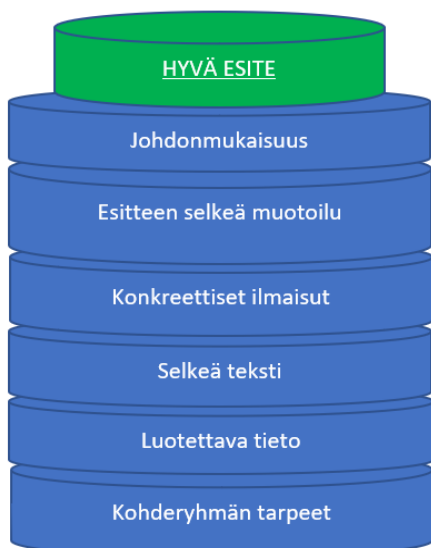 HYVÄ ESITE
Johdonmukaisuus
Esitteen selkeä muotoilu
Konkreettiset ilmaisut
Selkeä teksti
Luotettava tieto
Kohderyhmän tarpeet